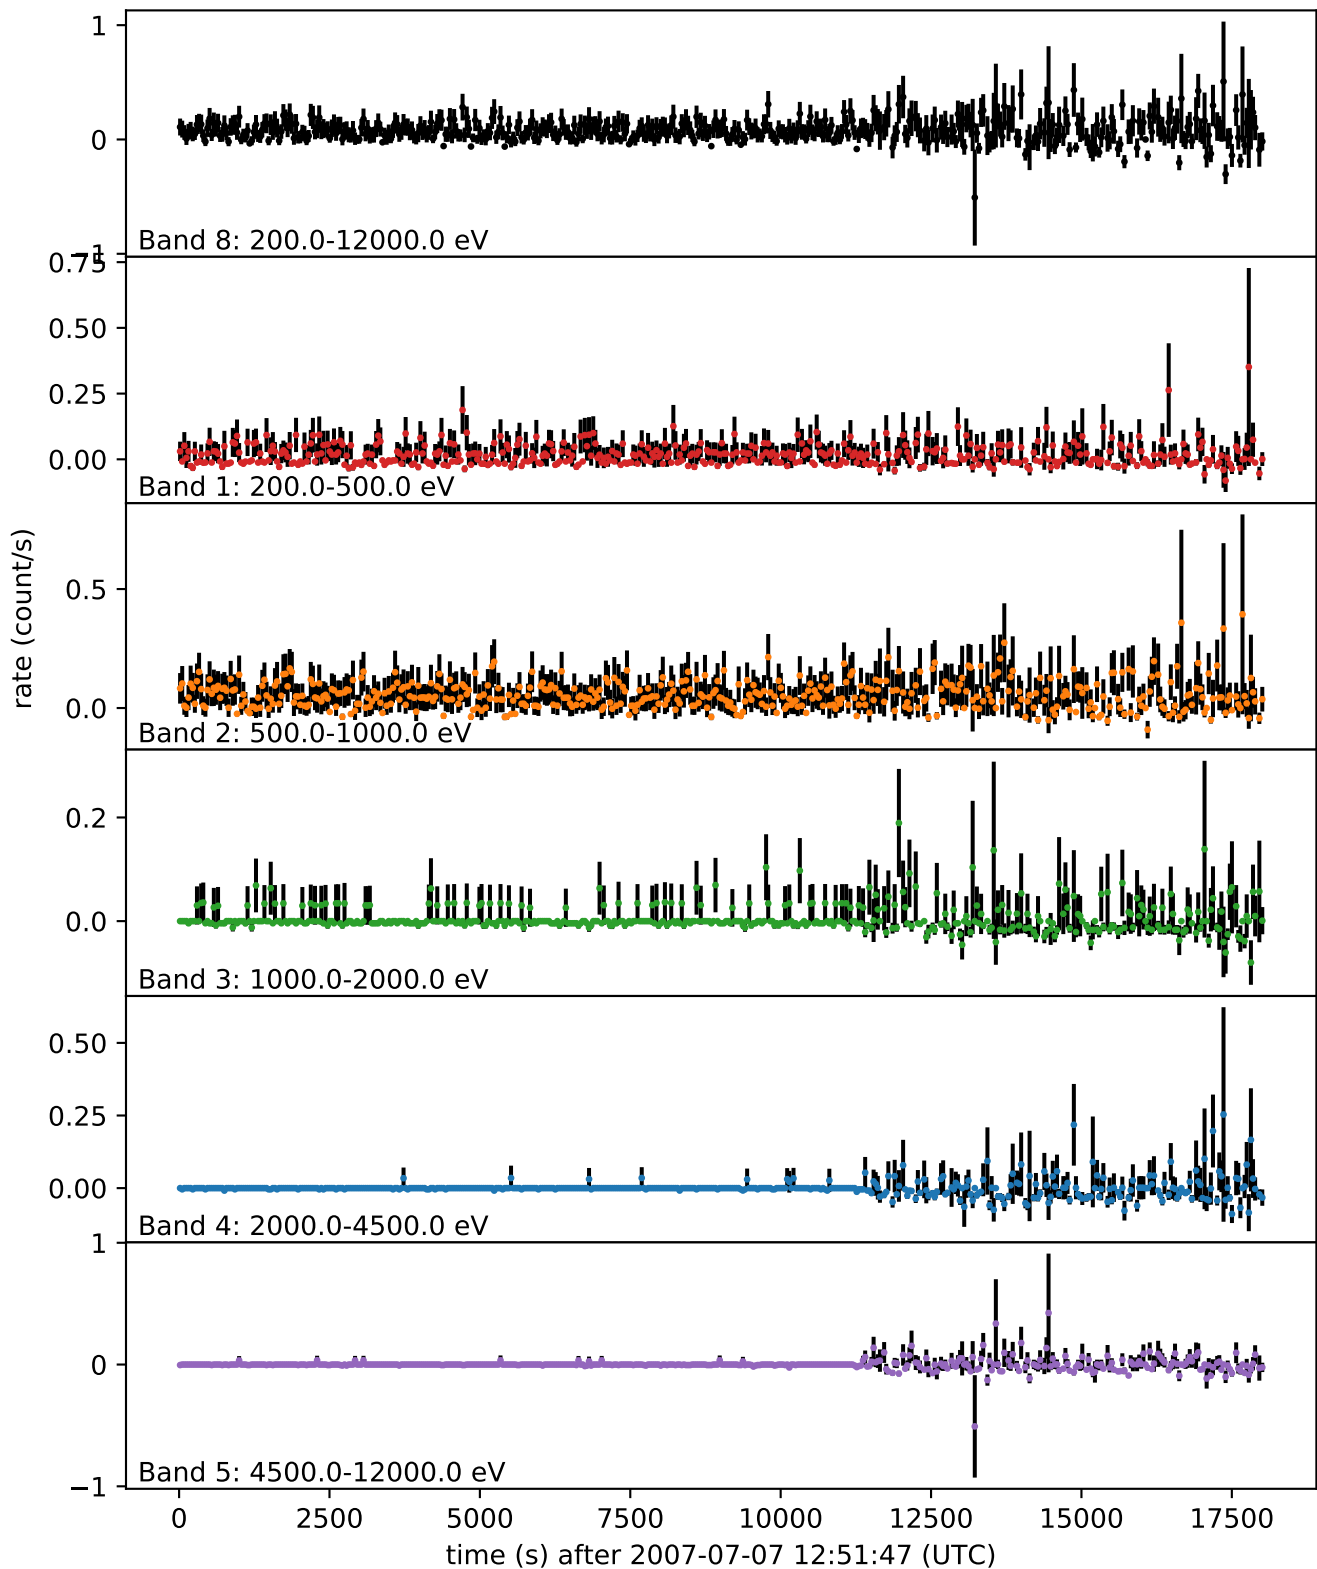 1
0
−1
Band 8: 200.0-12000.0 eV
0.75
0.50
0.25
0.00
Band 1: 200.0-500.0 eV
0.5
0.0
Band 2: 500.0-1000.0 eV
rate (count/s)
0.2
0.0
Band 3: 1000.0-2000.0 eV
0.50
0.25
0.00
Band 4: 2000.0-4500.0 eV
1
0
−1
Band 5: 4500.0-12000.0 eV
0 2500 5000 7500 10000 12500 15000 17500
time (s) after 2007-07-07 12:51:47 (UTC)